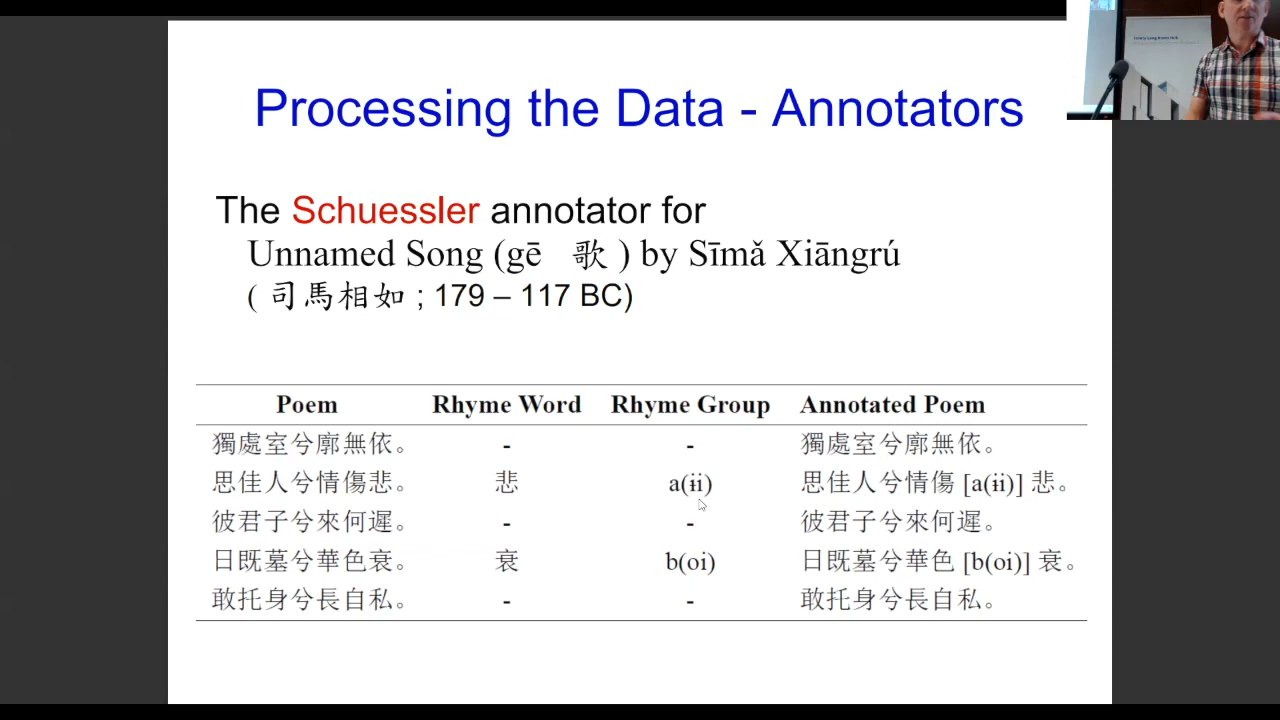 Processing the Data - Annotators
The Schuessler annotator for
Unnamed Song (gē 歌 ) by Sīmǎ Xiāngrú
( 司馬相如 ; 179 – 117 BC)
Poem Rhyme Word Rhyme Group Annotated Poem
獨處室兮廓無依。 - - 獨處室兮廓無依。
思佳人兮情傷悲。 悲 a(ɨi) 思佳人兮情傷 [a(ɨi)] 悲。
彼君子兮來何遲。 - - 彼君子兮來何遲。
日既墓兮華色衰。 衰 b(oi) 日既墓兮華色 [b(oi)] 衰。
敢托身兮長自私。 - - 敢托身兮長自私。